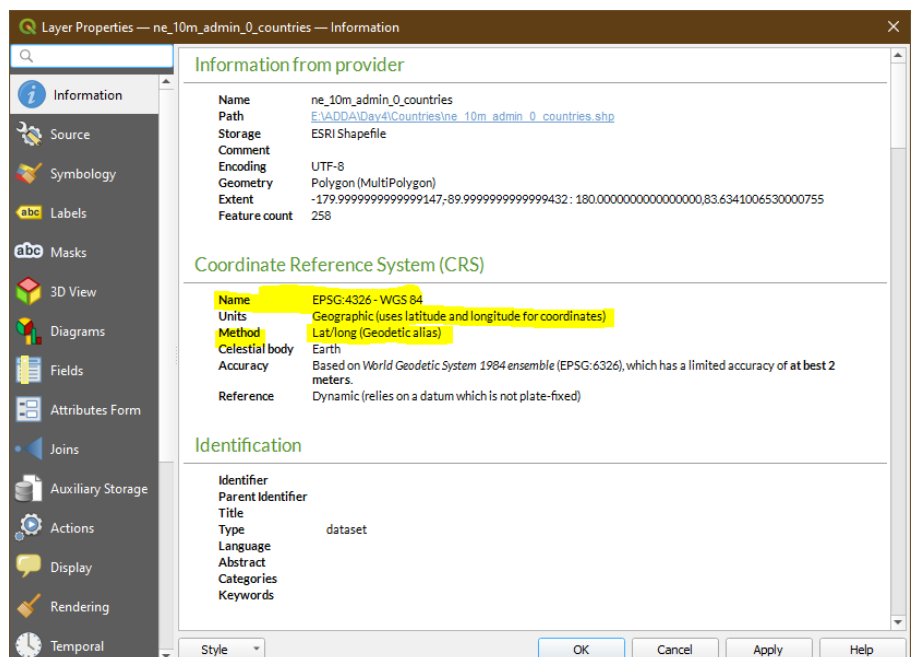 Layer Properties — ne_10m_admin_0_countries — Information
Information
Source
Symbology
abc Labels
abc Masks
3D View
Diagrams
Fields
Attributes Form
Joins
Auxiliary Storage
Actions
Display
Rendering
Temporal
Information from provider
Name ne_10m_admin_0_countries
Path E:\ADDA\Day4\Countries\ne_10m_admin_0_countries.shp
Storage ESRI Shapefile
Comment
Encoding UTF-8
Geometry Polygon (MultiPolygon)
Extent -179.9999999999999147,-89.9999999999999432 : 180.0000000000000000,83.6341006530000755
Feature count 258
Coordinate Reference System (CRS)
Name EPSG:4326 - WGS 84
Units Geographic (uses latitude and longitude for coordinates)
Method Lat/long (Geodetic alias)
Celestial body Earth
Accuracy Based on World Geodetic System 1984 ensemble (EPSG:6326), which has a limited accuracy of at best 2
meters.
Reference Dynamic (relies on a datum which is not plate-fixed)
Identification
Identifier
Parent Identifier
Title
Type dataset
Language
Abstract
Categories
Keywords
Style OK Cancel Apply Help